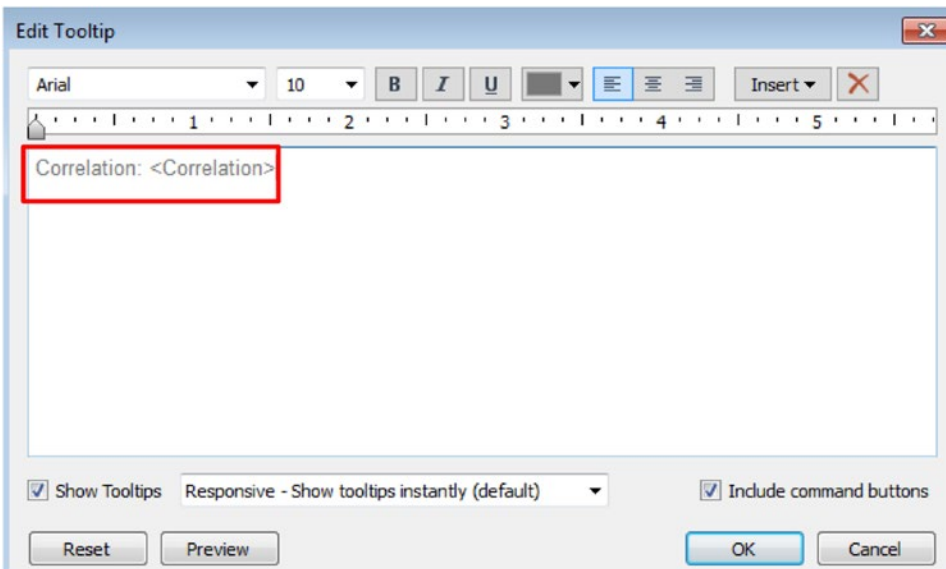 Edit Tooltip
Arial 10 B I U Insert
1 2 3 4 5
Correlation: <Correlation>
Show Tooltips Responsive - Show tooltips instantly (default) Include command buttons
Reset Preview OK Cancel